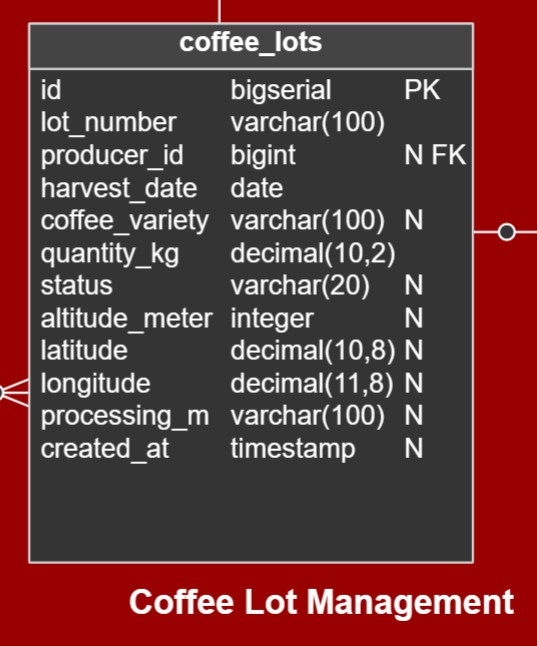 coffee_lots
id bigserial PK
lot_number varchar(100)
producer_id bigint N FK
harvest_date date
coffee_variety varchar(100) N
quantity_kg decimal(10,2)
status varchar(20) N
altitude_meter integer N
latitude decimal(10,8) N
longitude decimal(11,8) N
processing_m varchar(100) N
created_at timestamp N
Coffee Lot Management